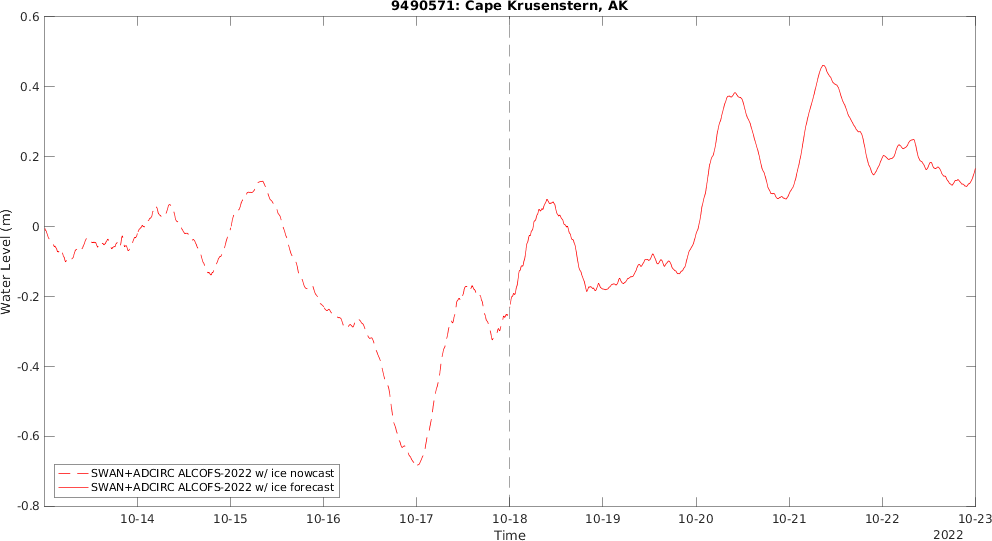 9490571: Cape Krusenstern, AK
0.6
0.4
0.2
0
-0.2
-0.4
-0.6
-0.8
Water Level (m)
SWAN+ADCIRC ALCOFS-2022 w/ ice nowcast
SWAN+ADCIRC ALCOFS-2022 w/ ice forecast
10-14 10-15 10-16 10-17 10-18 10-19 10-20 10-21 10-22 10-23
Time
2022